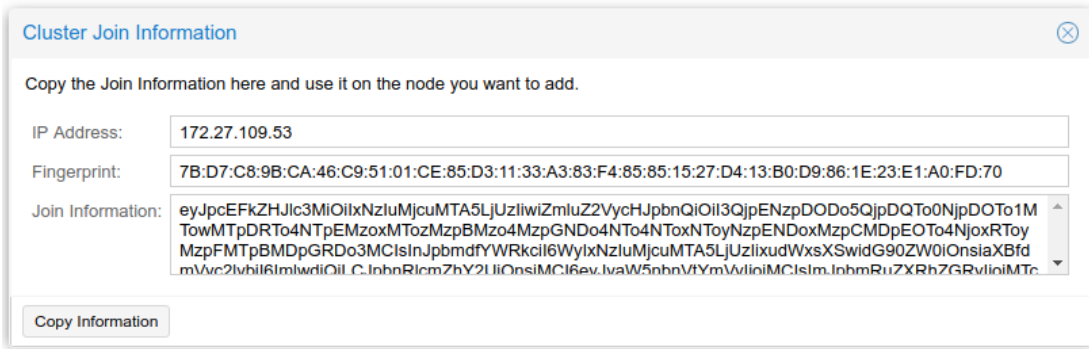 Cluster Join Information
Copy the Join Information here and use it on the node you want to add.
IP Address: 172.27.109.53
Fingerprint: 7B:D7:C8:9B:CA:46:C9:51:01:CE:85:D3:11:33:A3:83:F4:85:85:15:27:D4:13:B0:D9:86:1E:23:E1:A0:FD:70
Join Information: eyJpcEFkZHJlc3MiOiIxNzIuMjcuMTA5LjUzIiwiZmluZ2VycHJpbnQiOiI3QjpENzpDODo5QjpDQTo0NjpDOTo1M
TowMTpDRTo4NTpEMzoxMTozMzpBMzo4MzpGNDo4NTo4NToxNToyNzpENDoxMzpCMDpEOTo4NjoxRToy
MzpFMTpBMDpGRDo3MCIsInJpbmdfYWRkciI6WyIxNzIuMjcuMTA5LjUzIixudWxsXSwidG90ZW0iOnsiaXBfd
Copy Information